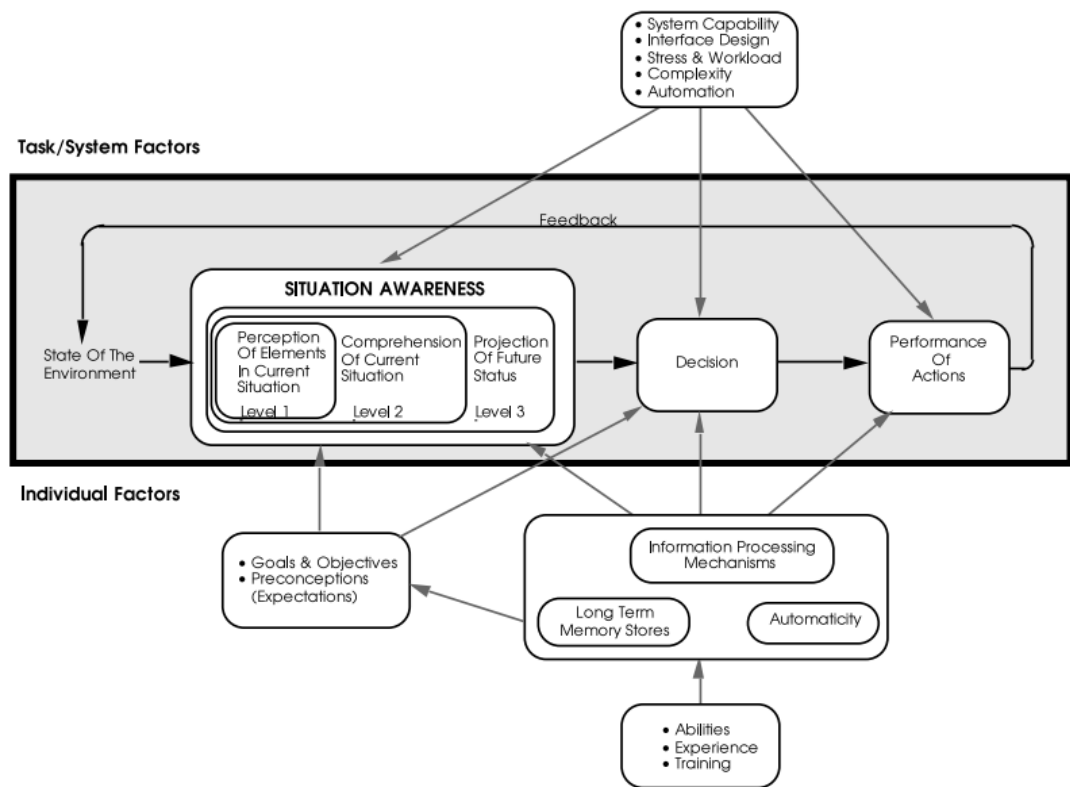 • System Capability
• Interface Design
• Stress & Workload
• Complexity
• Automation
Task/System Factors
Feedback
SITUATION AWARENESS
Perception
Of Elements
In Current
Situation
Level 1
Comprehension
Of Current
Situation
Level 2
Projection
Of Future
Status
Level 3
State Of The
Environment
Decision
Performance
Of
Actions
Individual Factors
• Goals & Objectives
• Preconceptions
(Expectations)
Information Processing
Mechanisms
Long Term
Memory Stores
Automaticity
• Abilities
• Experience
• Training